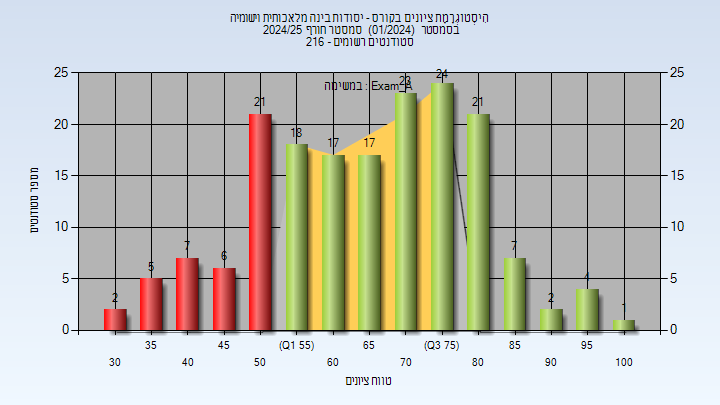 היסטוגרמת ציונים בקורס - יסודות בינה מלאכותית וישומיה
בסמסטר (01/2024) סמסטר חורף 2024/25
סטודנטים רשומים - 216
במשימה : Exam_A
25 25
20 20
15 15
10 10
5 5
0 0
מספר סטודנטים
2 5 7 6 21 18 17 17 23 24 21 7 2 4 1
35 45 (Q1 55) 65 (Q3 75) 85 95
30 40 50 60 70 80 90 100
טווח ציונים